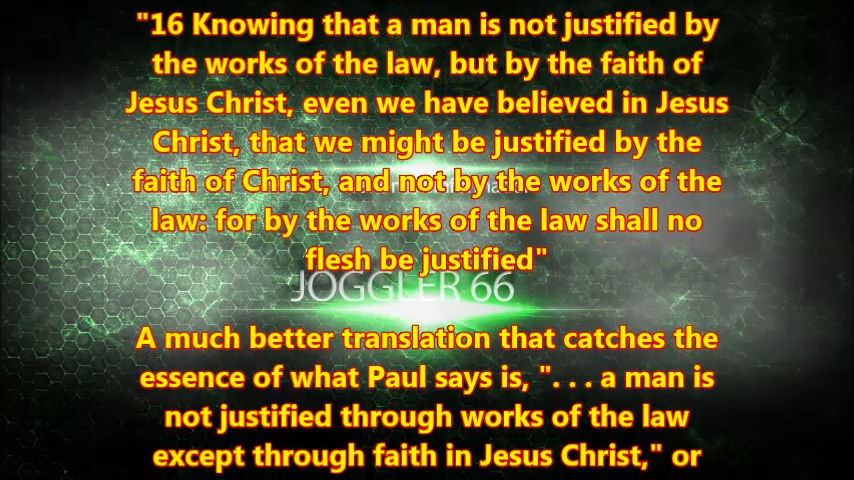 "16 Knowing that a man is not justified by
the works of the law, but by the faith of
Jesus Christ, even we have believed in Jesus
Christ, that we might be justified by the
faith of Christ, and not by the works of the
law: for by the works of the law shall no
flesh be justified"
JOGGLER 66
A much better translation that catches the
essence of what Paul says is, ". . . a man is
not justified through works of the law
except through faith in Jesus Christ," or